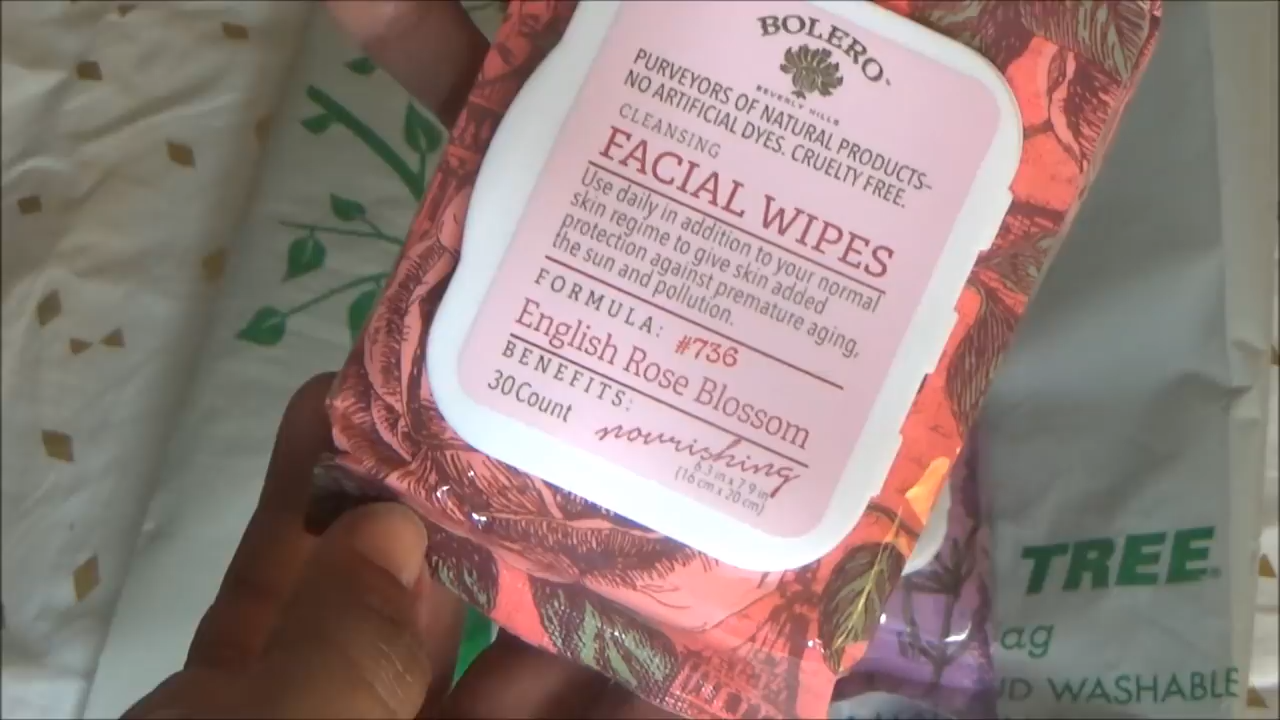 BOLERO™
BEVERLY HILLS
PURVEYORS OF NATURAL PRODUCTS–
NO ARTIFICIAL DYES. CRUELTY FREE.
CLEANSING
FACIAL WIPES
Use daily in addition to your normal
skin regime to give skin added
protection against premature aging,
the sun and pollution.
FORMULA: #736
English Rose Blossom
BENEFITS:
nourishing
30 Count
6.3 in x 7.9 in
(16 cm x 20 cm)
TREE
ag
WASHABLE